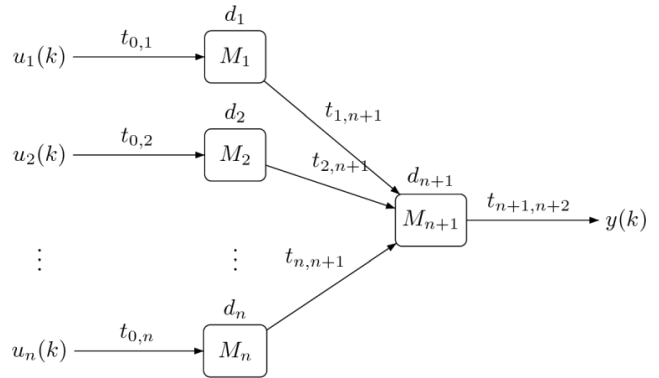 d_1
u_1(k) t_{0,1} M_1
t_{1,n+1}
d_2
u_2(k) t_{0,2} M_2 t_{2,n+1}
d_{n+1}
M_{n+1} t_{n+1,n+2} y(k)
⋮ ⋮ t_{n,n+1}
d_n
u_n(k) t_{0,n} M_n